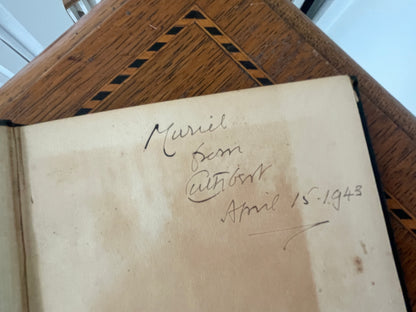 Muriel
from
Cuthbert
April 15.1943